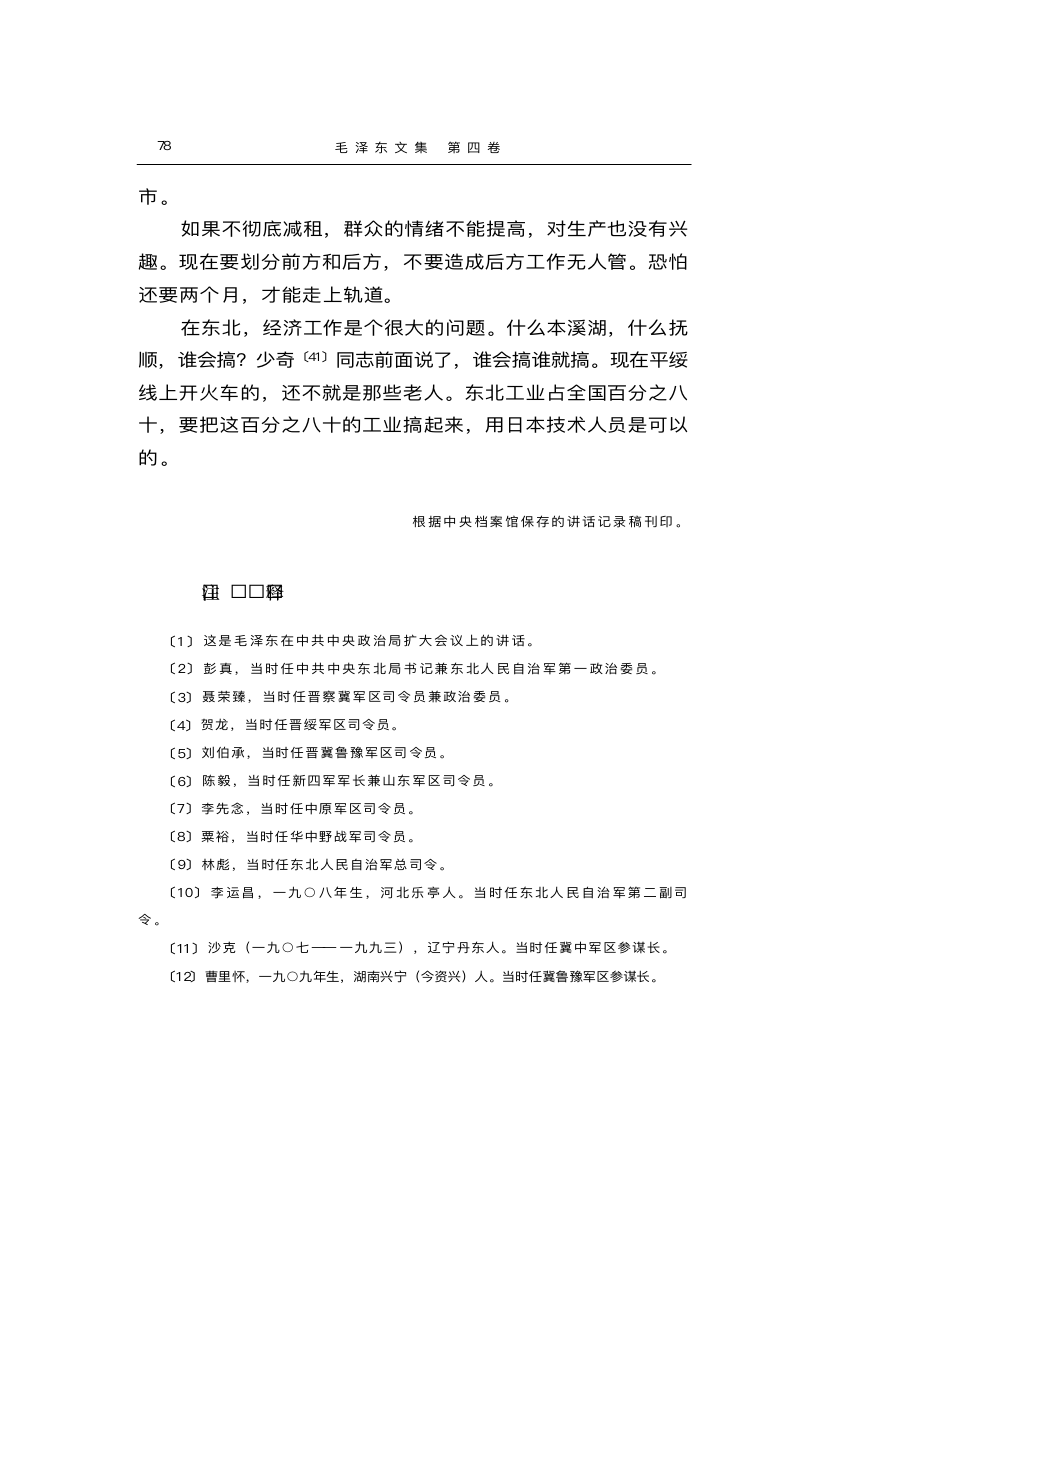 78
毛泽东文集 第四卷
市。
如果不彻底减租，群众的情绪不能提高，对生产也没有兴
趣。现在要划分前方和后方，不要造成后方工作无人管。恐怕
还要两个月，才能走上轨道。
在东北，经济工作是个很大的问题。什么本溪湖，什么抚
顺，谁会搞？少奇〔41〕同志前面说了，谁会搞谁就搞。现在平绥
线上开火车的，还不就是那些老人。东北工业占全国百分之八
十，要把这百分之八十的工业搞起来，用日本技术人员是可以
的。
根据中央档案馆保存的讲话记录稿刊印。
注 □□释
〔1〕这是毛泽东在中共中央政治局扩大会议上的讲话。
〔2〕彭真，当时任中共中央东北局书记兼东北人民自治军第一政治委员。
〔3〕聂荣臻，当时任晋察冀军区司令员兼政治委员。
〔4〕贺龙，当时任晋绥军区司令员。
〔5〕刘伯承，当时任晋冀鲁豫军区司令员。
〔6〕陈毅，当时任新四军军长兼山东军区司令员。
〔7〕李先念，当时任中原军区司令员。
〔8〕粟裕，当时任华中野战军司令员。
〔9〕林彪，当时任东北人民自治军总司令。
〔10〕李运昌，一九○八年生，河北乐亭人。当时任东北人民自治军第二副司
令。
〔11〕沙克（一九○七——一九九三），辽宁丹东人。当时任冀中军区参谋长。
〔12〕曹里怀，一九○九年生，湖南兴宁（今资兴）人。当时任冀鲁豫军区参谋长。